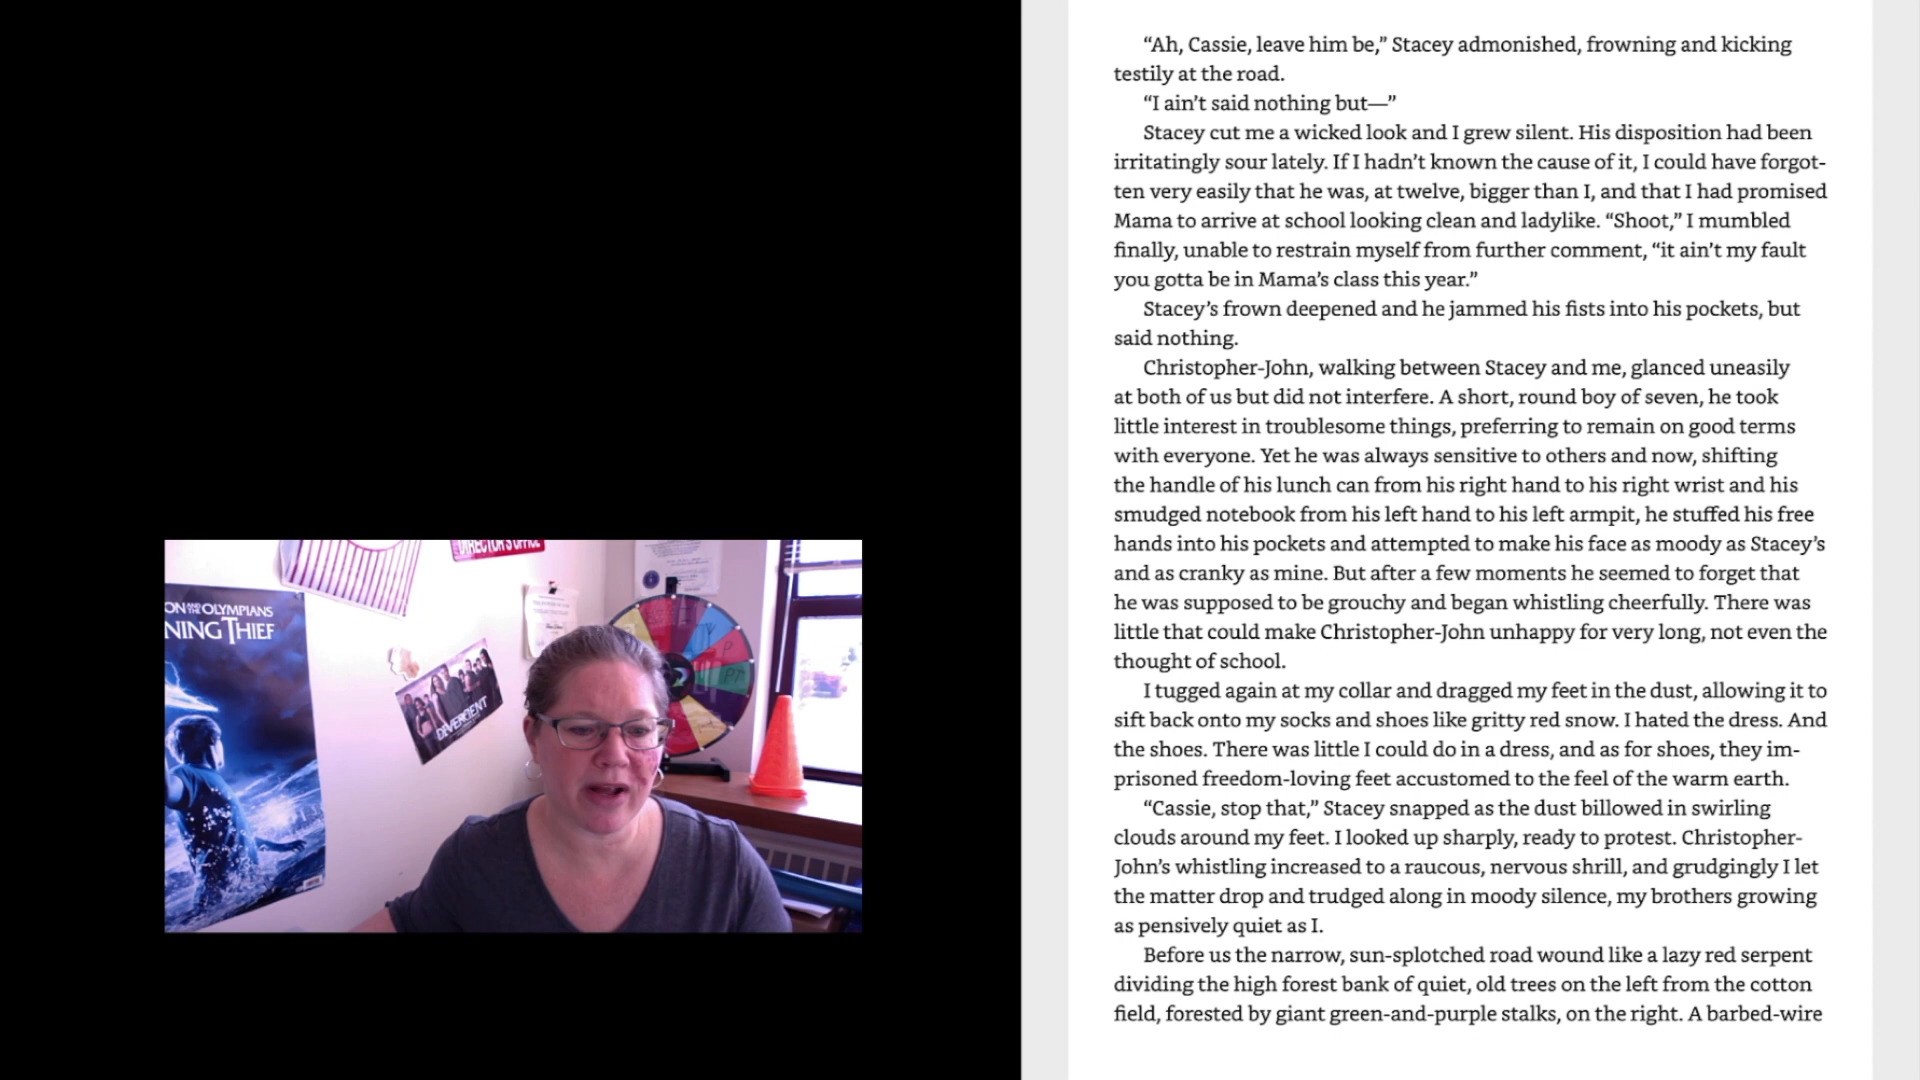 “Ah, Cassie, leave him be,” Stacey admonished, frowning and kicking
testily at the road.
“I ain’t said nothing but—”
Stacey cut me a wicked look and I grew silent. His disposition had been
irritatingly sour lately. If I hadn’t known the cause of it, I could have forgot-
ten very easily that he was, at twelve, bigger than I, and that I had promised
Mama to arrive at school looking clean and ladylike. “Shoot,” I mumbled
finally, unable to restrain myself from further comment, “it ain’t my fault
you gotta be in Mama’s class this year.”
Stacey’s frown deepened and he jammed his fists into his pockets, but
said nothing.
Christopher-John, walking between Stacey and me, glanced uneasily
at both of us but did not interfere. A short, round boy of seven, he took
little interest in troublesome things, preferring to remain on good terms
with everyone. Yet he was always sensitive to others and now, shifting
the handle of his lunch can from his right hand to his right wrist and his
smudged notebook from his left hand to his left armpit, he stuffed his free
hands into his pockets and attempted to make his face as moody as Stacey’s
and as cranky as mine. But after a few moments he seemed to forget that
he was supposed to be grouchy and began whistling cheerfully. There was
little that could make Christopher-John unhappy for very long, not even the
thought of school.
I tugged again at my collar and dragged my feet in the dust, allowing it to
sift back onto my socks and shoes like gritty red snow. I hated the dress. And
the shoes. There was little I could do in a dress, and as for shoes, they im-
prisoned freedom-loving feet accustomed to the feel of the warm earth.
“Cassie, stop that,” Stacey snapped as the dust billowed in swirling
clouds around my feet. I looked up sharply, ready to protest. Christopher-
John’s whistling increased to a raucous, nervous shrill, and grudgingly I let
the matter drop and trudged along in moody silence, my brothers growing
as pensively quiet as I.
Before us the narrow, sun-splotched road wound like a lazy red serpent
dividing the high forest bank of quiet, old trees on the left from the cotton
field, forested by giant green-and-purple stalks, on the right. A barbed-wire
DIRECTOR'S OFFICE
ON AND THE OLYMPIANS
NING THIEF
DIVERGENT
P
PT